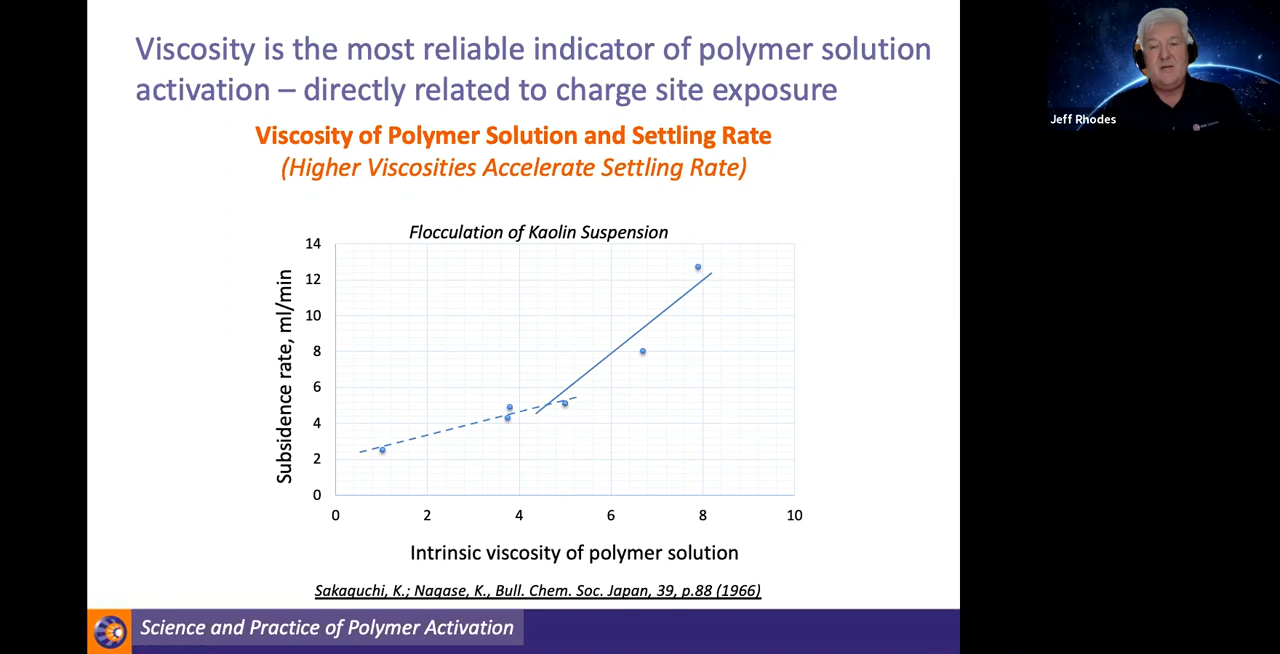 Viscosity is the most reliable indicator of polymer solution
activation – directly related to charge site exposure
Viscosity of Polymer Solution and Settling Rate
(Higher Viscosities Accelerate Settling Rate)
Flocculation of Kaolin Suspension
Subsidence rate, ml/min
14
12
10
8
6
4
2
0
0 2 4 6 8 10
Intrinsic viscosity of polymer solution
Sakaguchi, K.; Nagase, K., Bull. Chem. Soc. Japan, 39, p.88 (1966)
Science and Practice of Polymer Activation
Jeff Rhodes